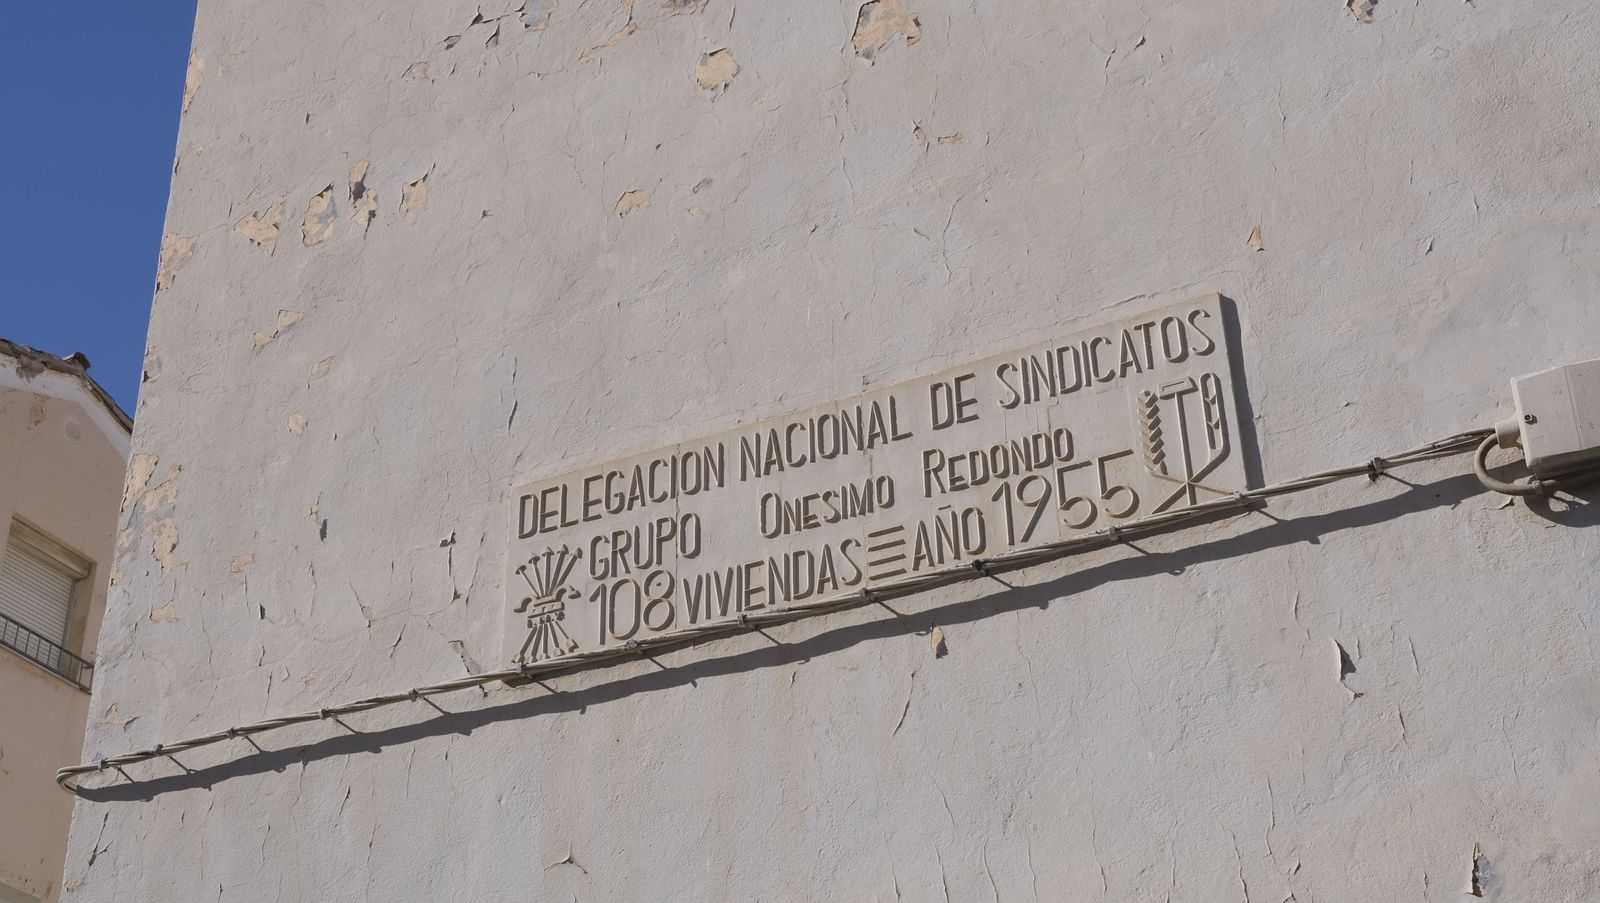 DELEGACION NACIONAL DE SINDICATOS
GRUPO ONESIMO REDONDO
108 VIVIENDAS AÑO 1955